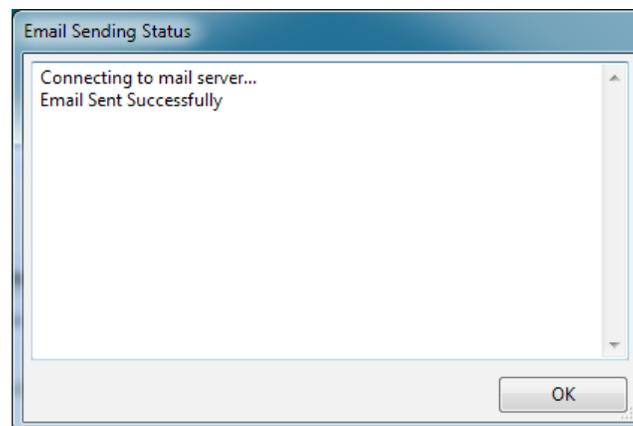 Email Sending Status
Connecting to mail server...
Email Sent Successfully
OK